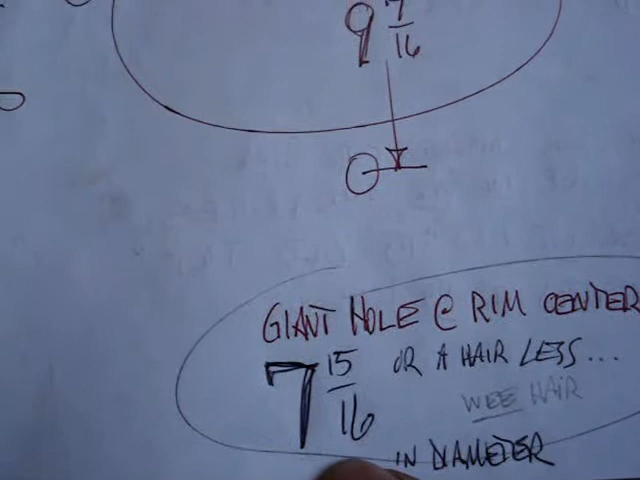 9 7/16
GIANT HOLE @ RIM CENTER
7 15/16 OR A HAIR LESS...
WEE HAIR
IN DIAMETER